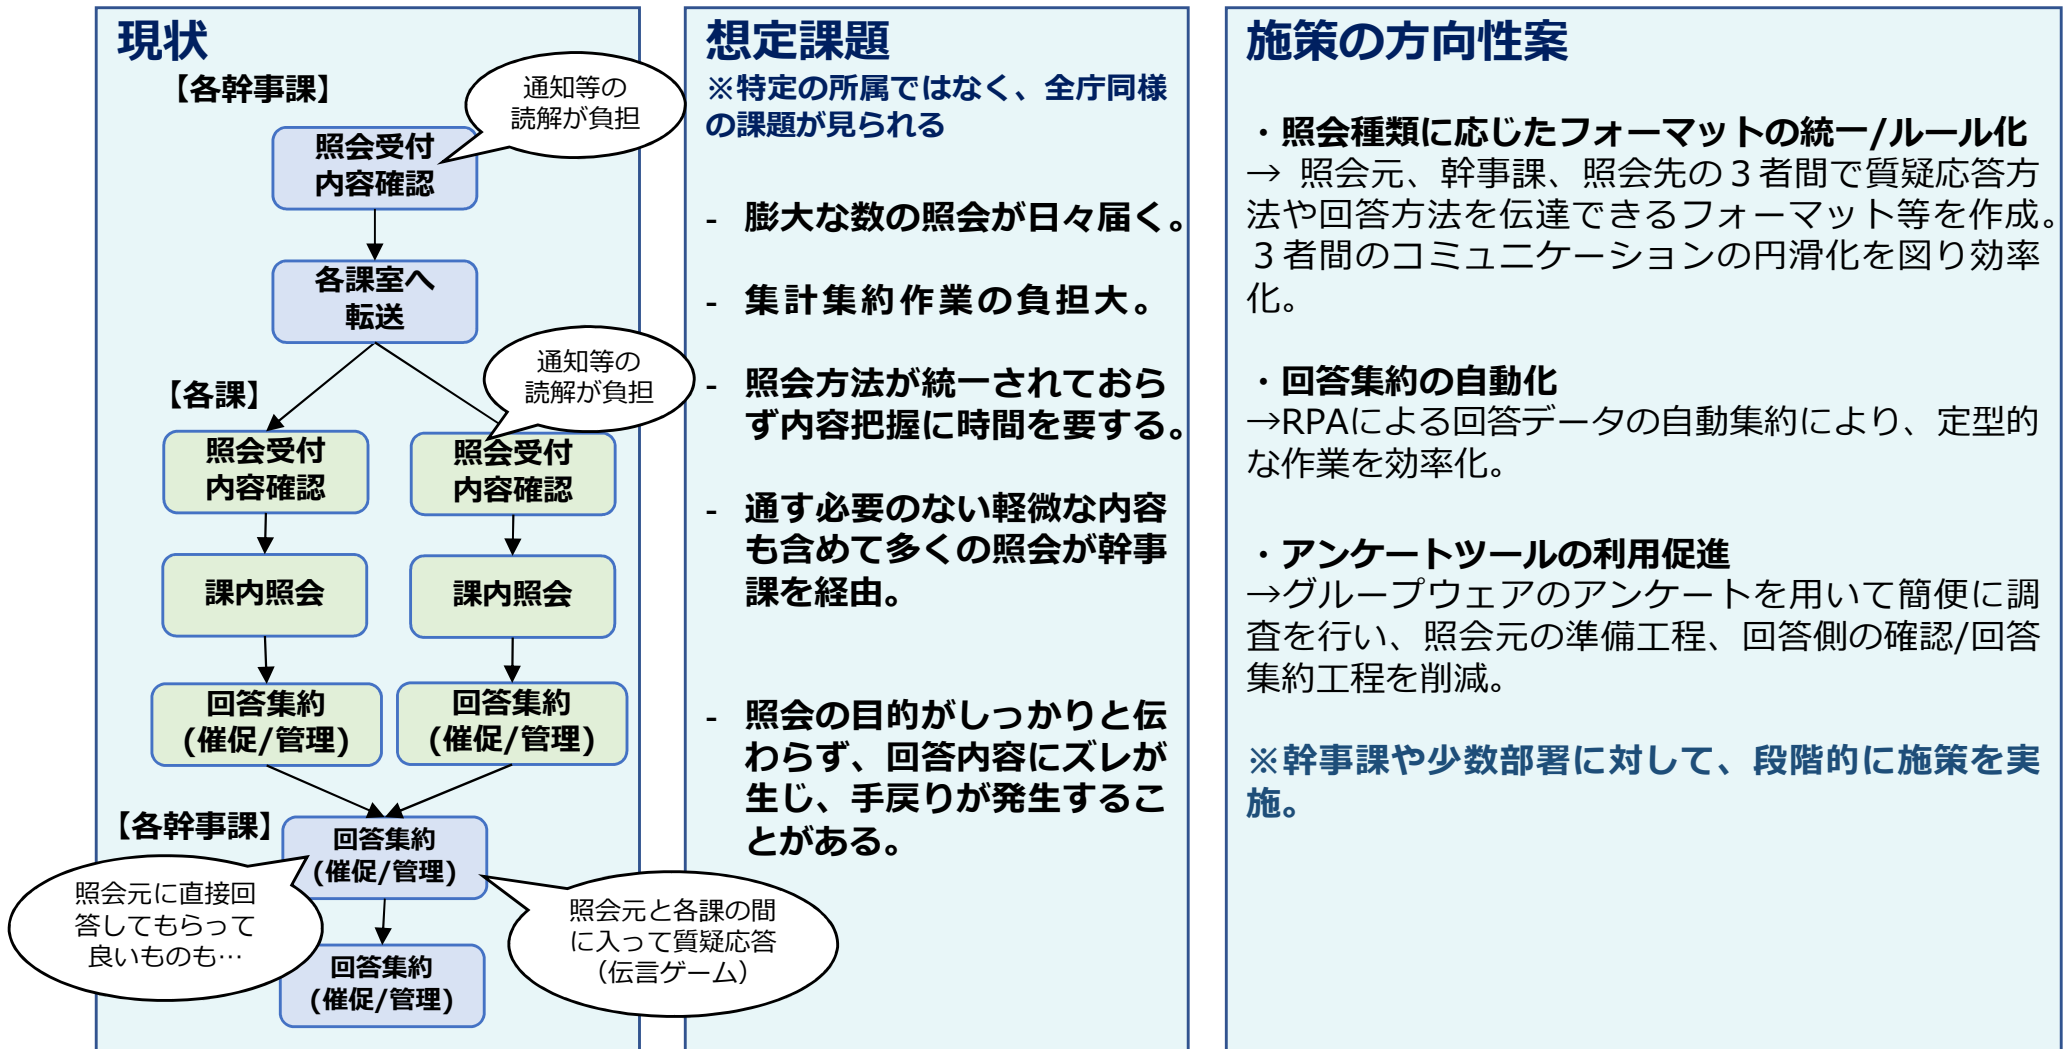 現状
【各幹事課】
通知等の
読解が負担
照会受付
内容確認
各課室へ
転送
通知等の
読解が負担
【各課】
照会受付
内容確認
照会受付
内容確認
課内照会
課内照会
回答集約
(催促/管理)
回答集約
(催促/管理)
【各幹事課】
回答集約
(催促/管理)
照会元に直接回
答してもらって
良いものも…
照会元と各課の間
に入って質疑応答
（伝言ゲーム）
回答集約
(催促/管理)
想定課題
※特定の所属ではなく、全庁同様
の課題が見られる
- 膨大な数の照会が日々届く。
- 集計集約作業の負担大。
- 照会方法が統一されておら
ず内容把握に時間を要する。
- 通す必要のない軽微な内容
も含めて多くの照会が幹事
課を経由。
- 照会の目的がしっかりと伝
わらず、回答内容にズレが
生じ、手戻りが発生するこ
とがある。
施策の方向性案
・照会種類に応じたフォーマットの統一/ルール化
→ 照会元、幹事課、照会先の３者間で質疑応答方
法や回答方法を伝達できるフォーマット等を作成。
３者間のコミュニケーションの円滑化を図り効率
化。
・回答集約の自動化
→RPAによる回答データの自動集約により、定型的
な作業を効率化。
・アンケートツールの利用促進
→グループウェアのアンケートを用いて簡便に調
査を行い、照会元の準備工程、回答側の確認/回答
集約工程を削減。
※幹事課や少数部署に対して、段階的に施策を実
施。